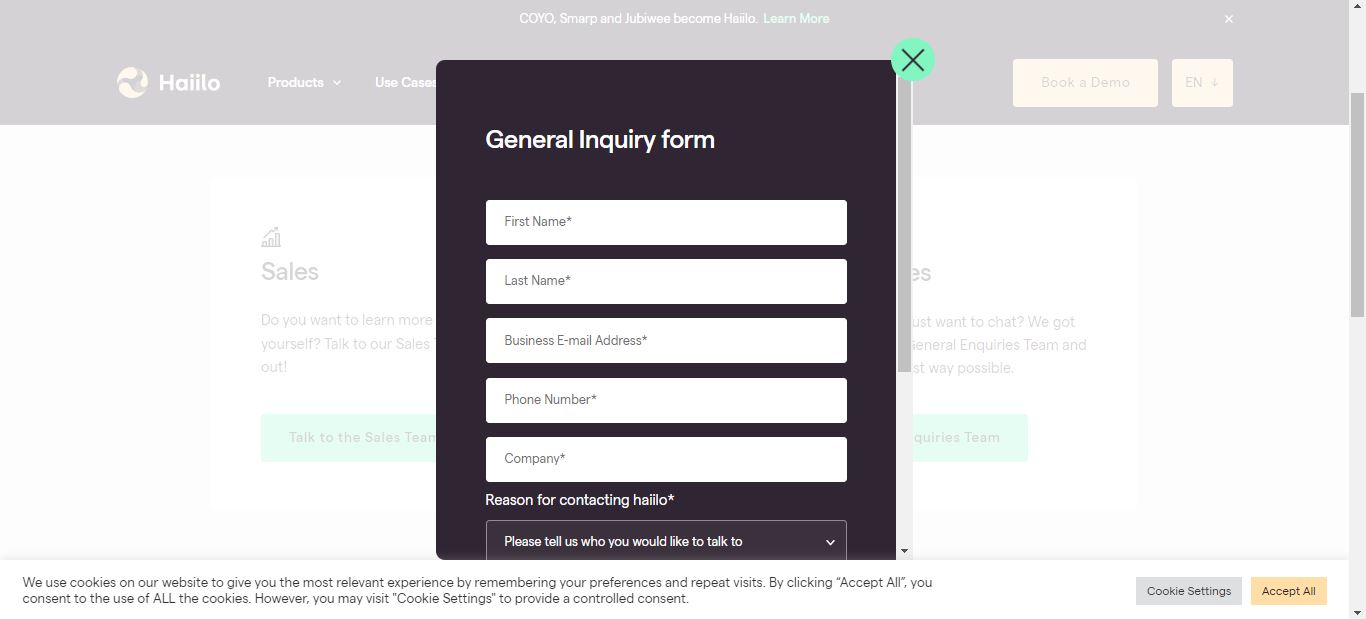 COYO, Smarp and Jubiwee become Haiilo. Learn More
Haiilo
Products
Use Cases
Book a Demo
EN
General Inquiry form
First Name*
Last Name*
Business E-mail Address*
Phone Number*
Company*
Reason for contacting haiilo*
Please tell us who you would like to talk to
Sales
Do you want to learn more
yourself? Talk to our Sales
out!
Talk to the Sales Team
es
ust want to chat? We got
General Enquiries Team and
st way possible.
quiries Team
We use cookies on our website to give you the most relevant experience by remembering your preferences and repeat visits. By clicking “Accept All”, you
consent to the use of ALL the cookies. However, you may visit "Cookie Settings" to provide a controlled consent.
Cookie Settings
Accept All